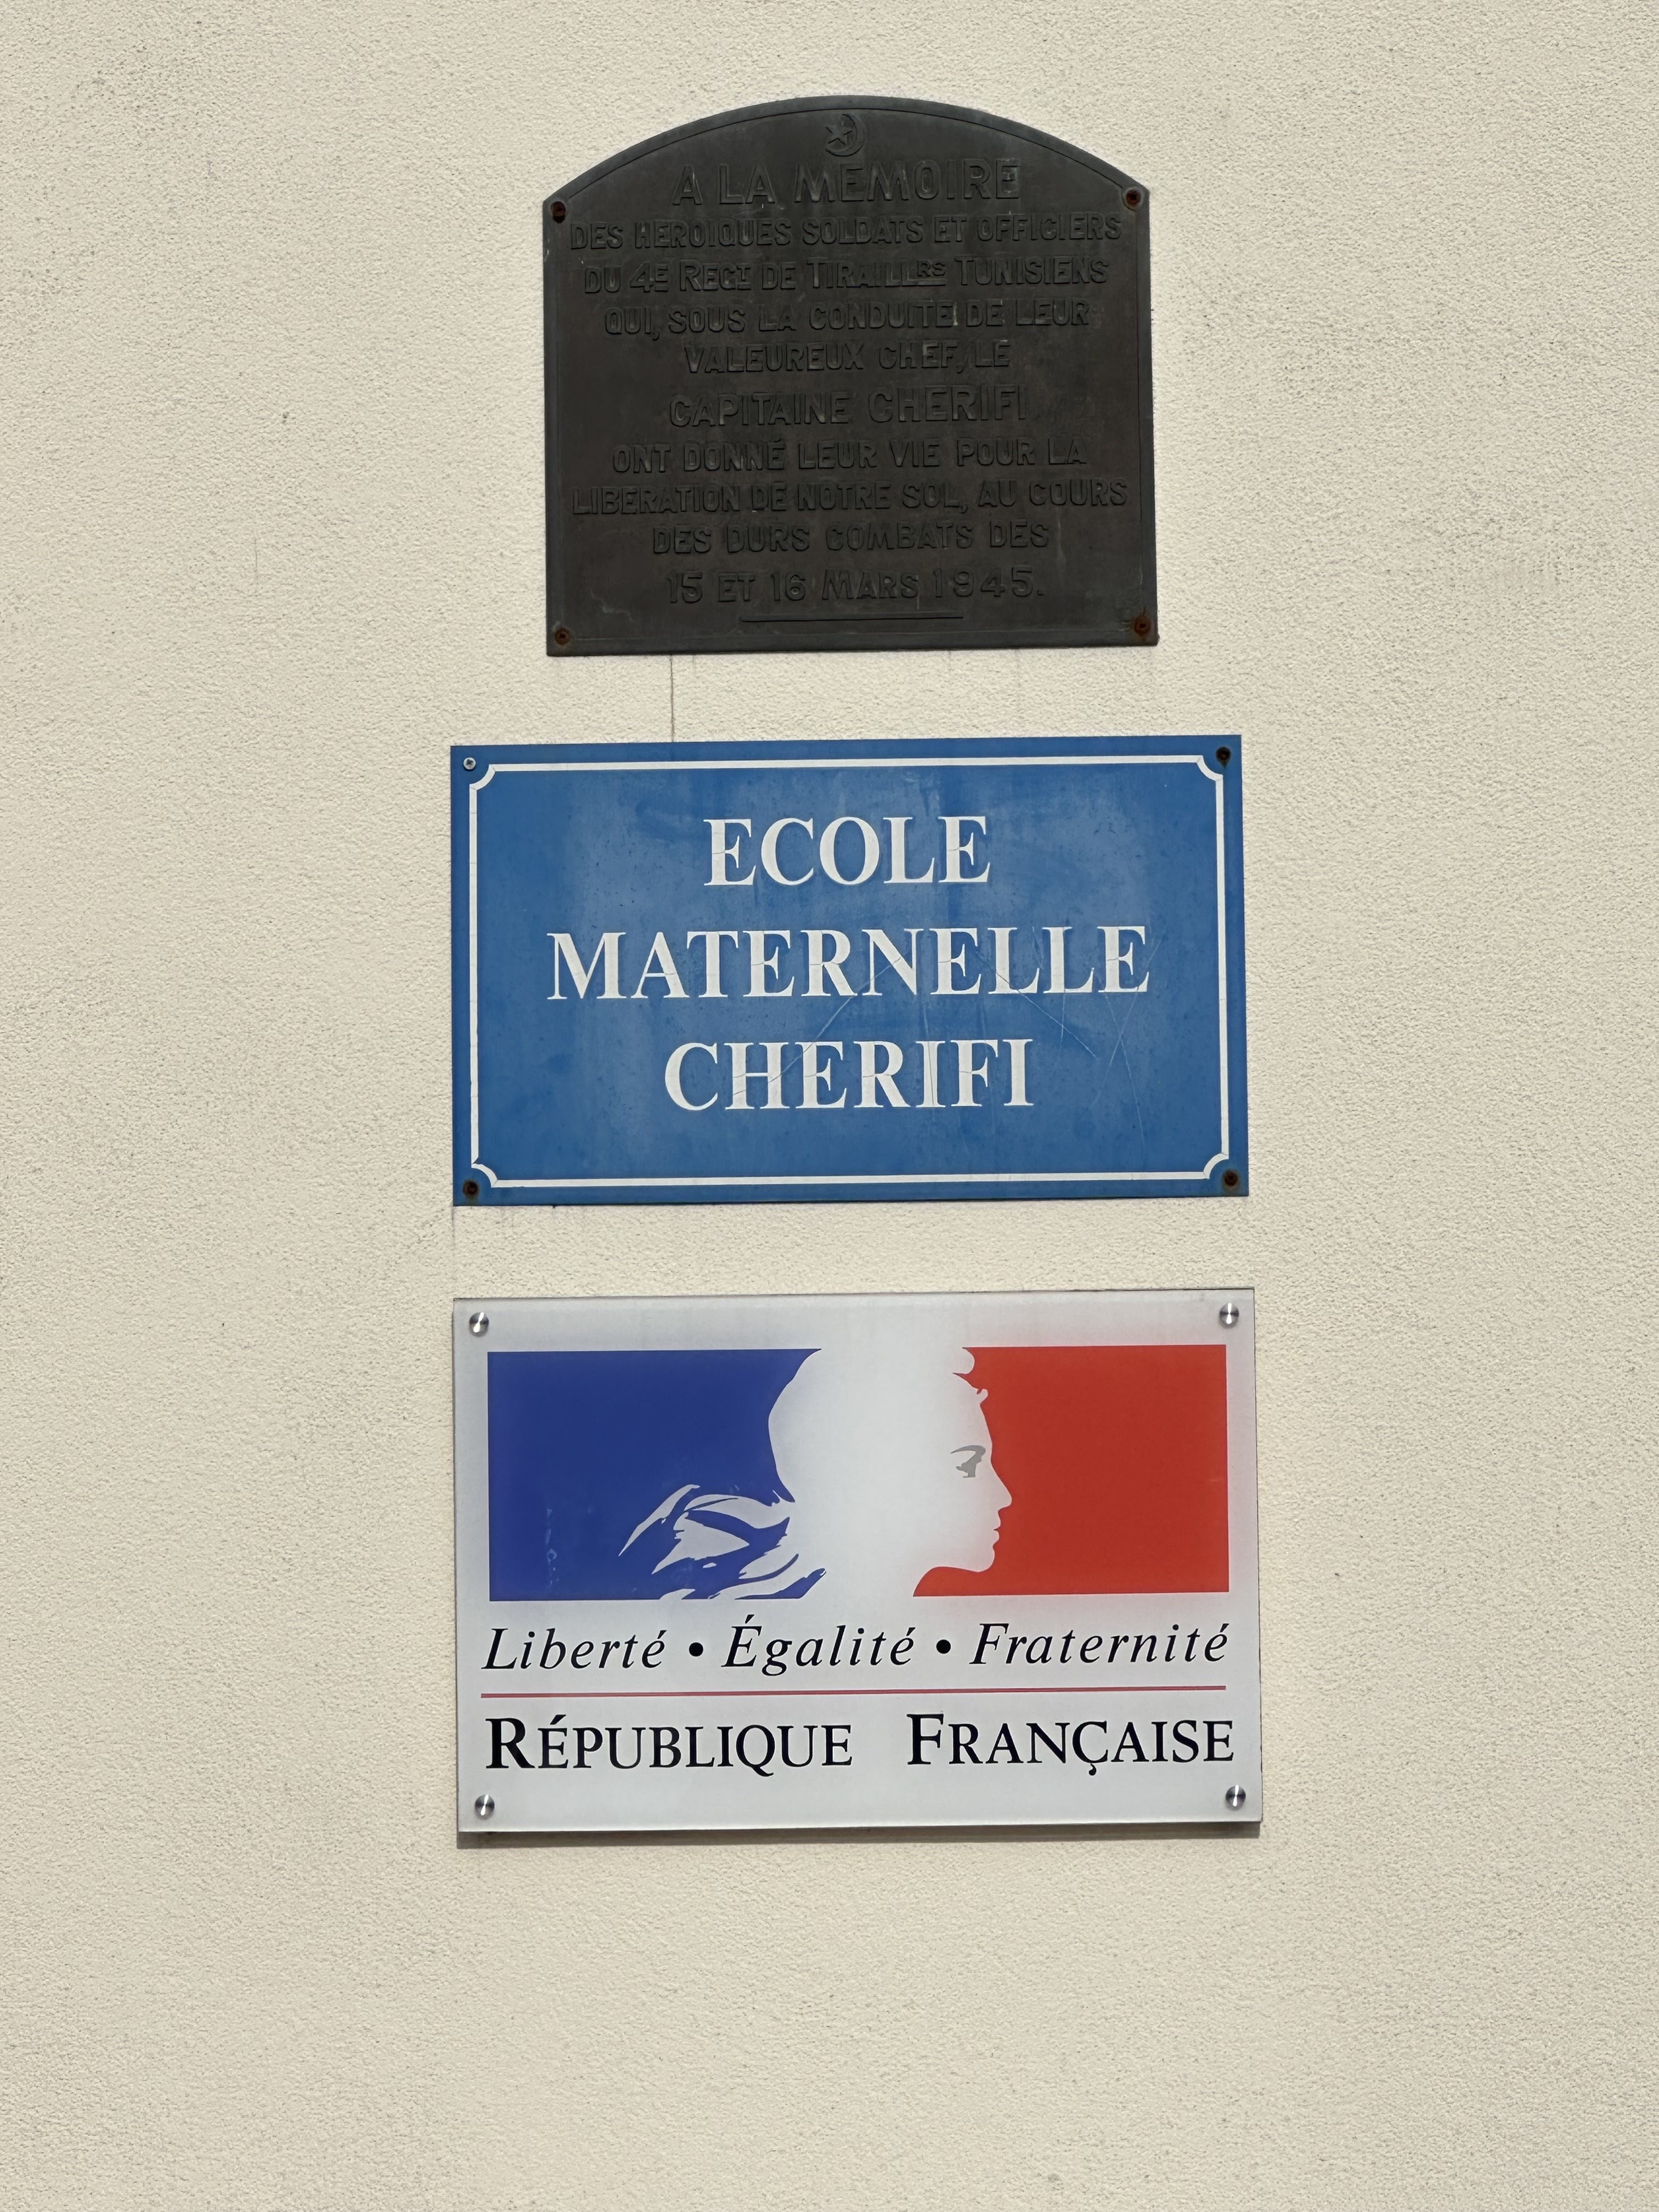 A LA MEMOIRE
DES HEROIQUES SOLDATS ET OFFICIERS
DU 4E REGT DE TIRAILLRS TUNISIENS
QUI, SOUS LA CONDUITE DE LEUR
VALEUREUX CHEF, LE
CAPITAINE CHERIFI
ONT DONNÉ LEUR VIE POUR LA
LIBERATION DE NOTRE SOL, AU COURS
DES DURS COMBATS DES
15 ET 16 MARS 1945.
ECOLE
MATERNELLE
CHERIFI
Liberté • Égalité • Fraternité
RÉPUBLIQUE FRANÇAISE